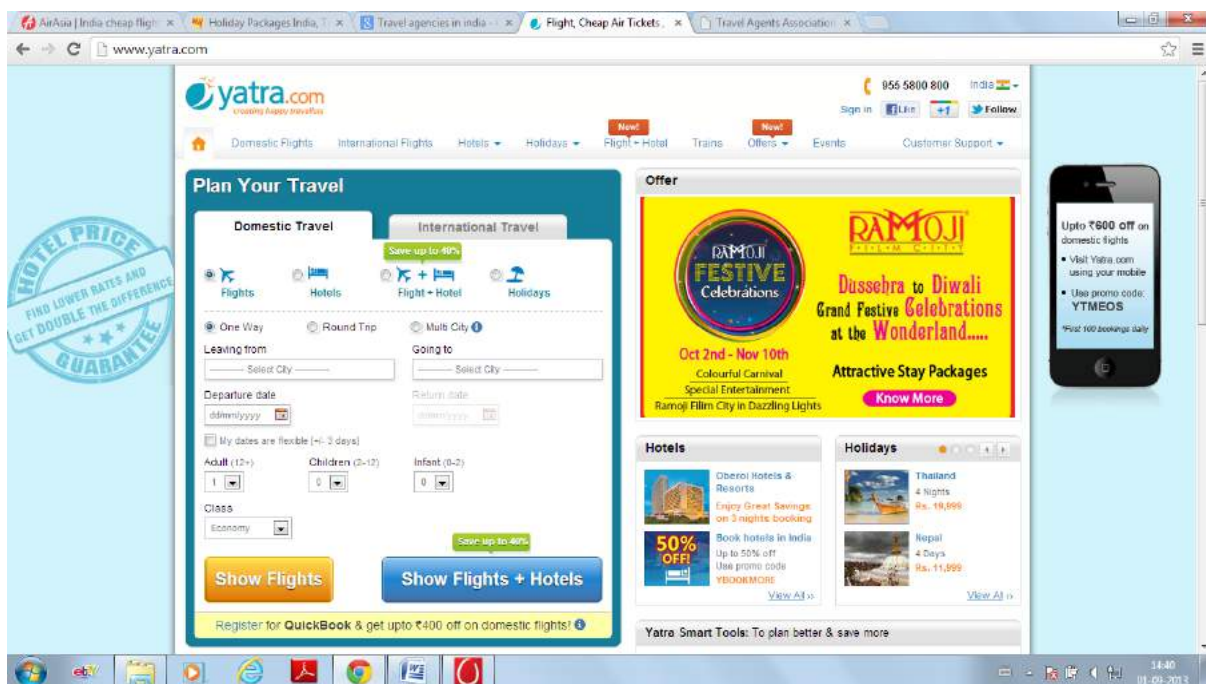 AirAsia | India cheap fligh
Holiday Packages India, T
Travel agencies in india -
Flight, Cheap Air Tickets,
Travel Agents Association
www.yatra.com
yatra.com
creating happy travellers
955 5800 800
India
Sign in
Like
+1
Follow
New!
New!
Domestic Flights
International Flights
Hotels
Holidays
Flight + Hotel
Trains
Offers
Events
Customer Support
HOTEL PRICE
FIND LOWER RATES AND
GET DOUBLE THE DIFFERENCE
GUARANTEE
Plan Your Travel
Domestic Travel
International Travel
Save up to 40%
Flights
Hotels
Flight + Hotel
Holidays
One Way
Round Trip
Multi City
Leaving from
Going to
---------- Select City ----------
---------- Select City ----------
Departure date
Return date
dd/mm/yyyy
dd/mm/yyyy
My dates are flexible (+/- 3 days)
Adult (12+)
Children (2-12)
Infant (0-2)
1
0
0
Class
Economy
Save up to 40%
Show Flights
Show Flights + Hotels
Register for QuickBook & get upto ₹400 off on domestic flights!
Offer
RAMOJI
FESTIVE
Celebrations
Oct 2nd - Nov 10th
Colourful Carnival
Special Entertainment
Ramoji Filim City in Dazzling Lights
RAMOJI
FILM CITY
Dussehra to Diwali
Grand Festive Celebrations
at the Wonderland.....
Attractive Stay Packages
Know More
Hotels
Oberoi Hotels &
Resorts
Enjoy Great Savings
on 3 nights booking
50%
OFF!
Book hotels in India
Up to 50% off
Use promo code
YBOOKMORE
View All »
Holidays
Thailand
4 Nights
Rs. 19,999
Nepal
4 Days
Rs. 11,999
View All »
Yatra Smart Tools: To plan better & save more
Upto ₹600 off on
domestic flights
• Visit Yatra.com
using your mobile
• Use promo code:
YTMEOS
*First 100 bookings daily
ebY
14:40
01-09-2013